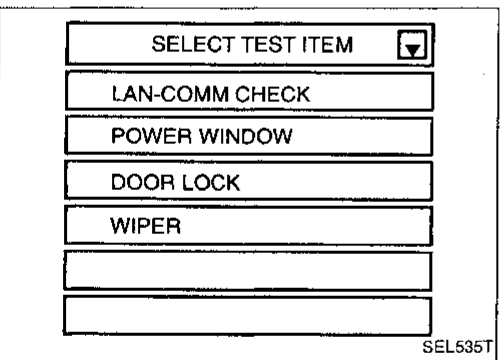 SELECT TEST ITEM
LAN-COMM CHECK
POWER WINDOW
DOOR LOCK
WIPER
SEL535T